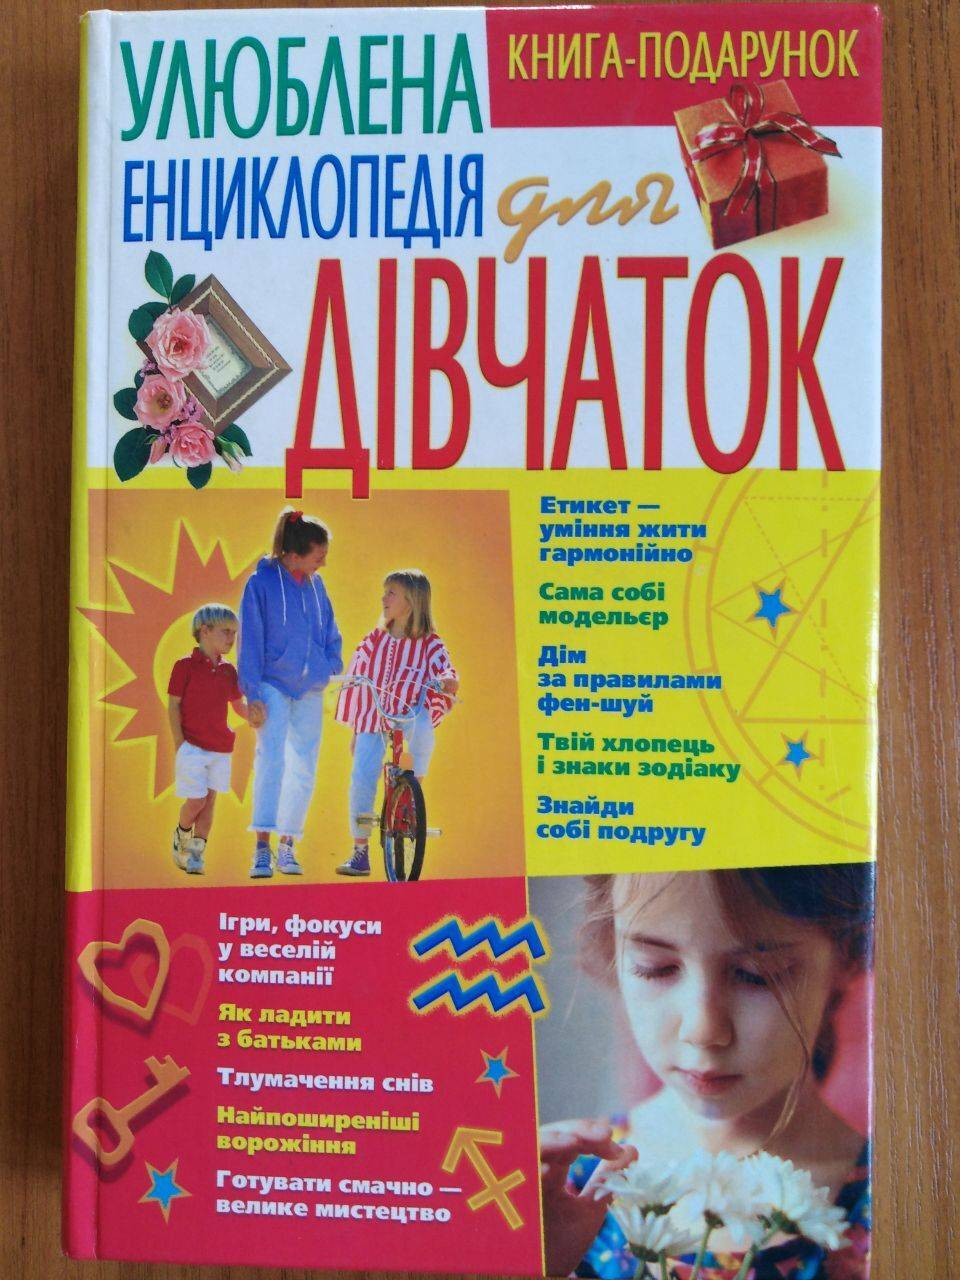 КНИГА-ПОДАРУНОК
УЛЮБЛЕНА
ЕНЦИКЛОПЕДІЯ для
ДІВЧАТОК
Етикет —
уміння жити
гармонійно
Сама собі
модельєр
Дім
за правилами
фен-шуй
Твій хлопець
і знаки зодіаку
Знайди
собі подругу
Ігри, фокуси
у веселій
компанії
Як ладити
з батьками
Тлумачення снів
Найпоширеніші
ворожіння
Готувати смачно —
велике мистецтво